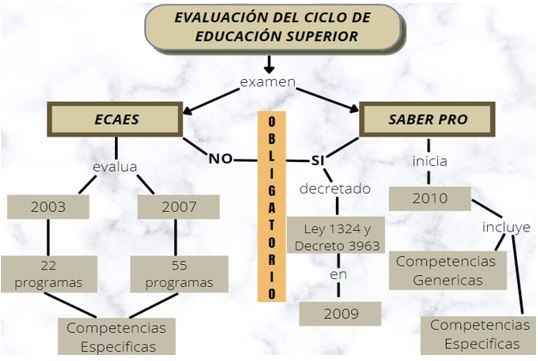 EVALUACIÓN DEL CICLO DE
EDUCACIÓN SUPERIOR
examen
ECAES
SABER PRO
OBLIGATORIO
NO
SI
evalua
inicia
decretado
2003
2007
2010
Ley 1324 y
Decreto 3963
incluye
22
programas
55
programas
en
Competencias
Genericas
2009
Competencias
Especificas
Competencias
Especificas